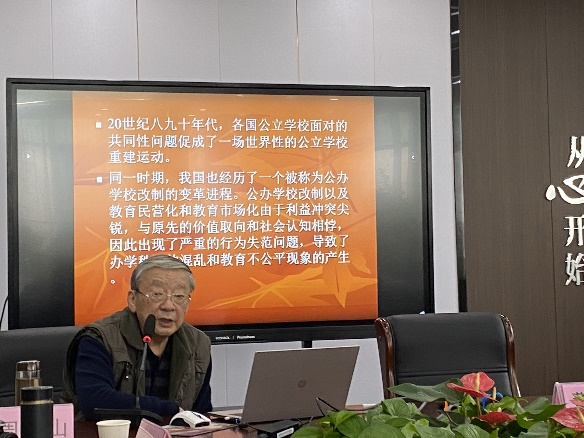 ■ 20世纪八九十年代，各国公立学校面对的
共同性问题促成了一场世界性的公立学校
重建运动。
■ 同一时期，我国也经历了一个被称为公办
学校改制的变革进程。公办学校改制以及
教育民营化和教育市场化由于利益冲突尖
锐，与原先的价值取向和社会认知相悖，
因此出现了严重的行为失范问题，导致了
办学秩 混乱和教育不公平现象的产生
。
从
心
开
始
山